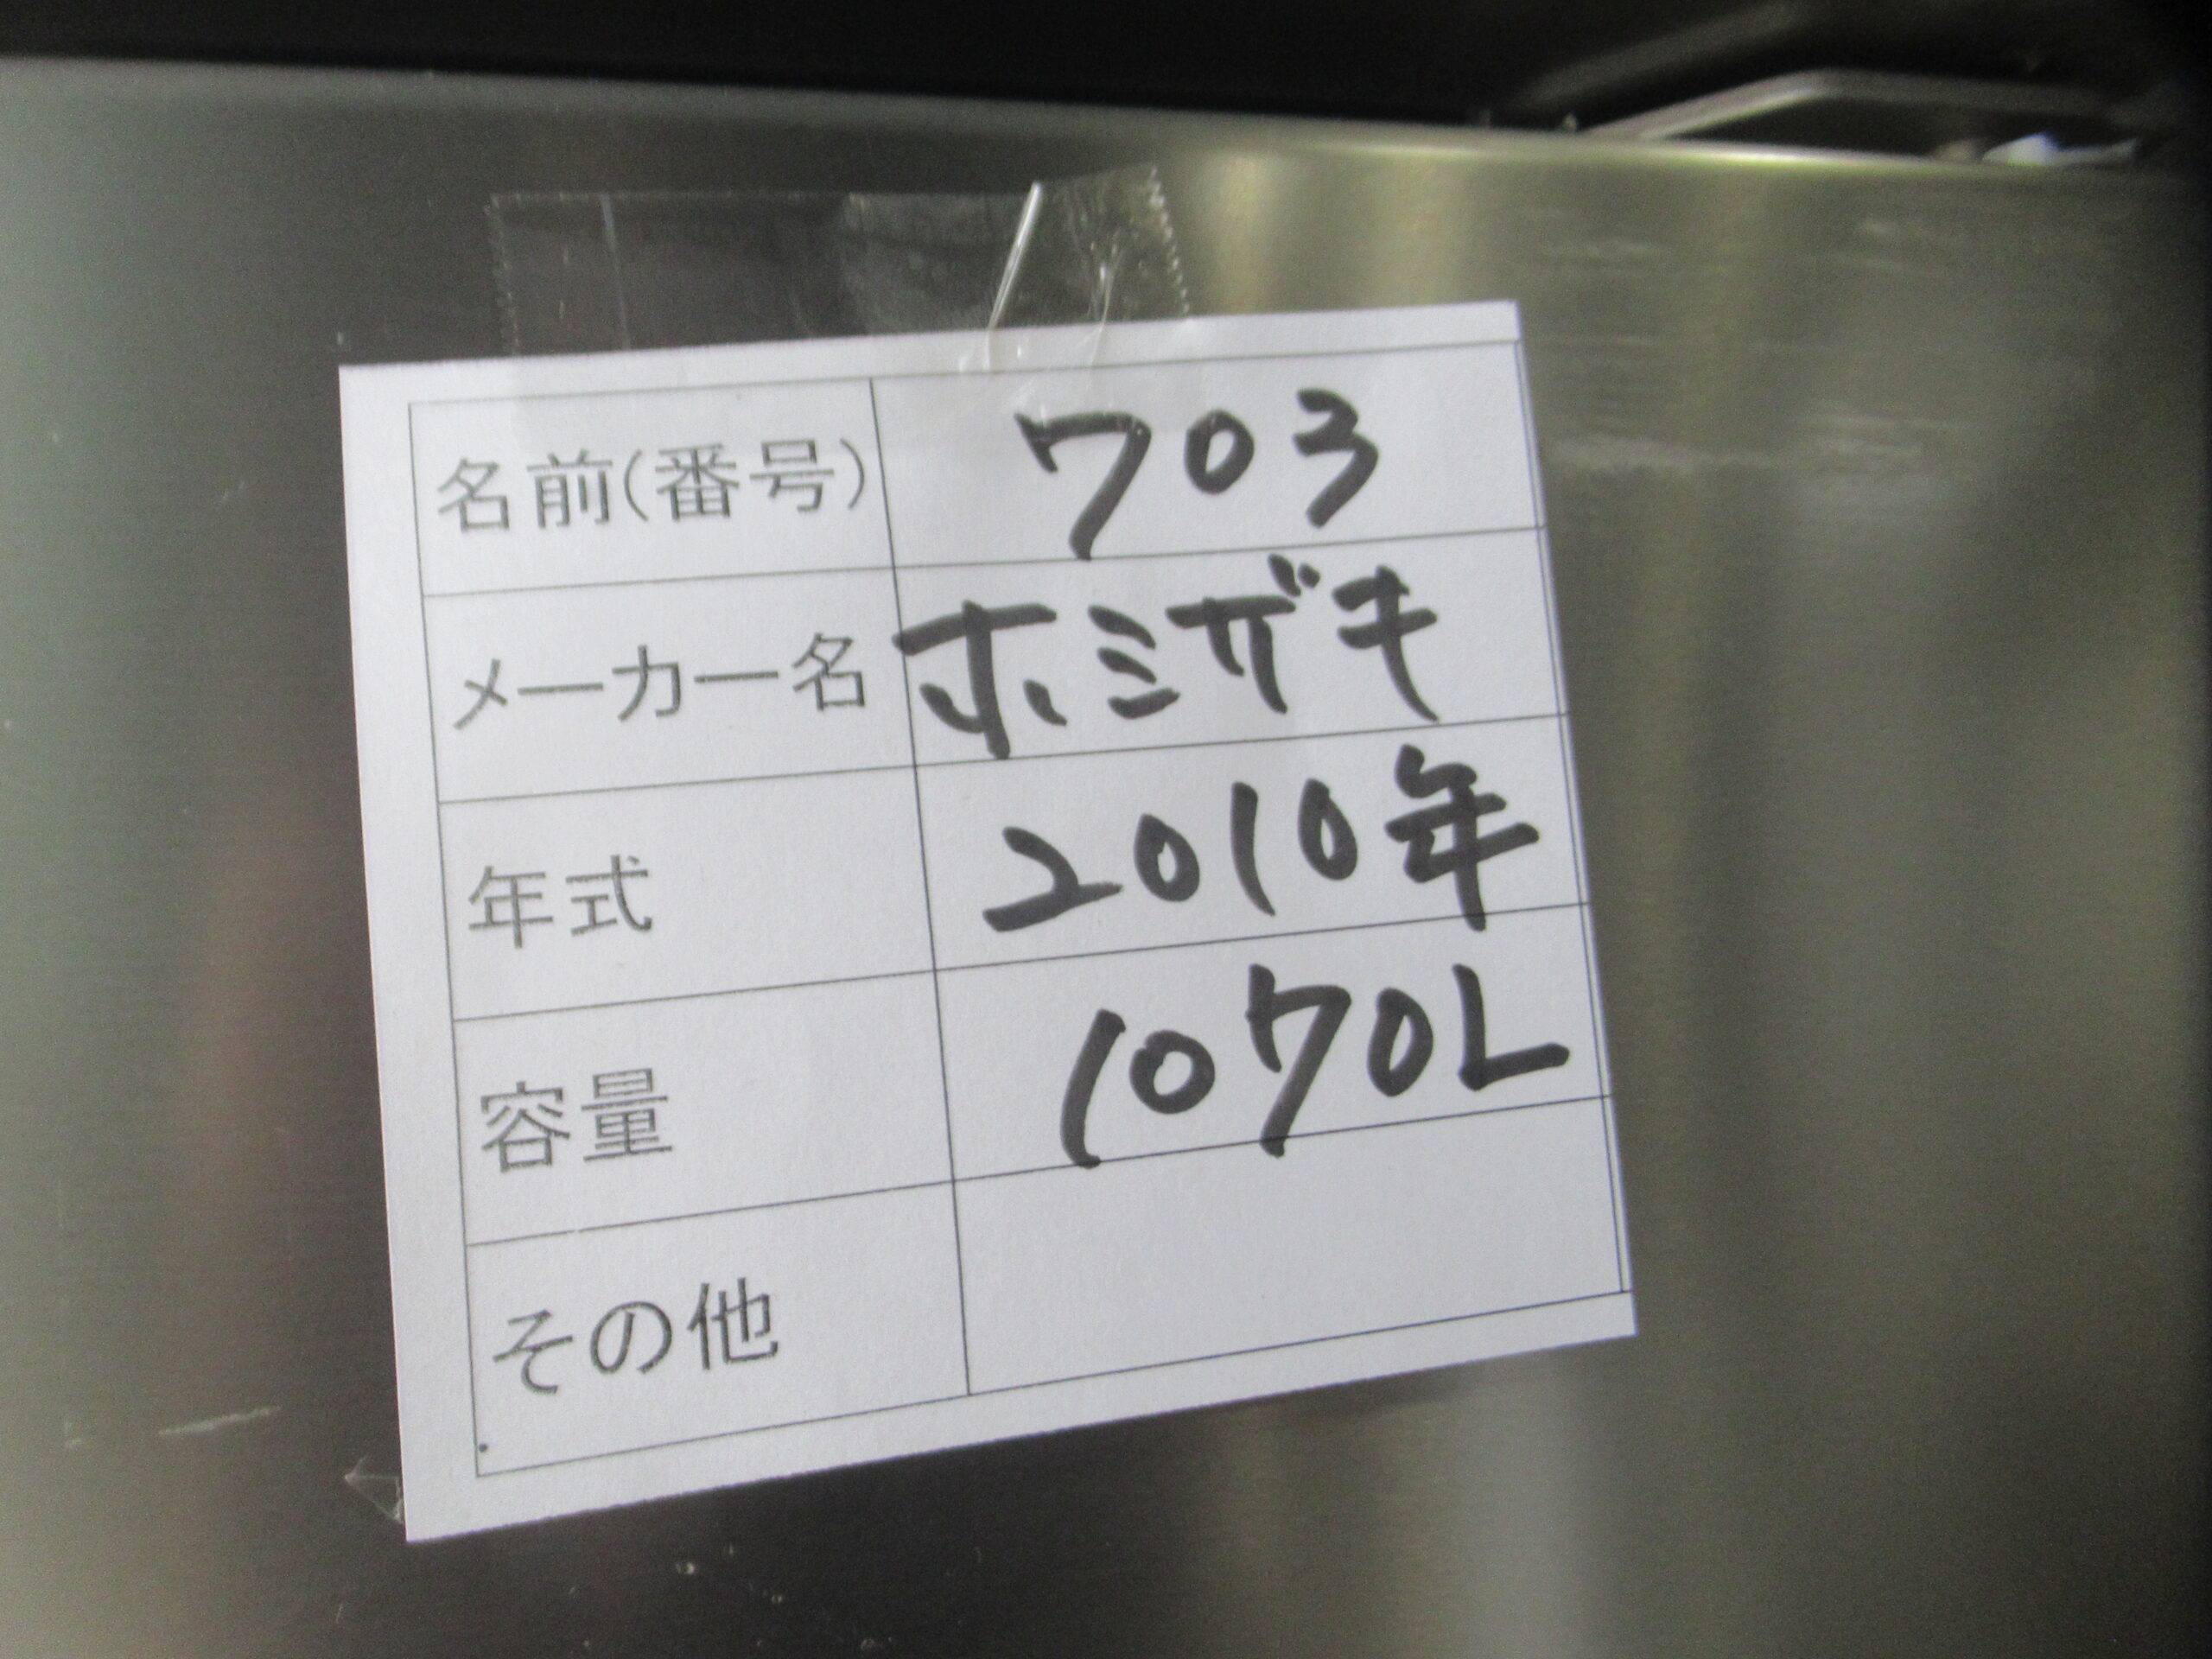 名前(番号) 703
メーカー名 ホシザキ
年式 2010年
容量 1070L
その他